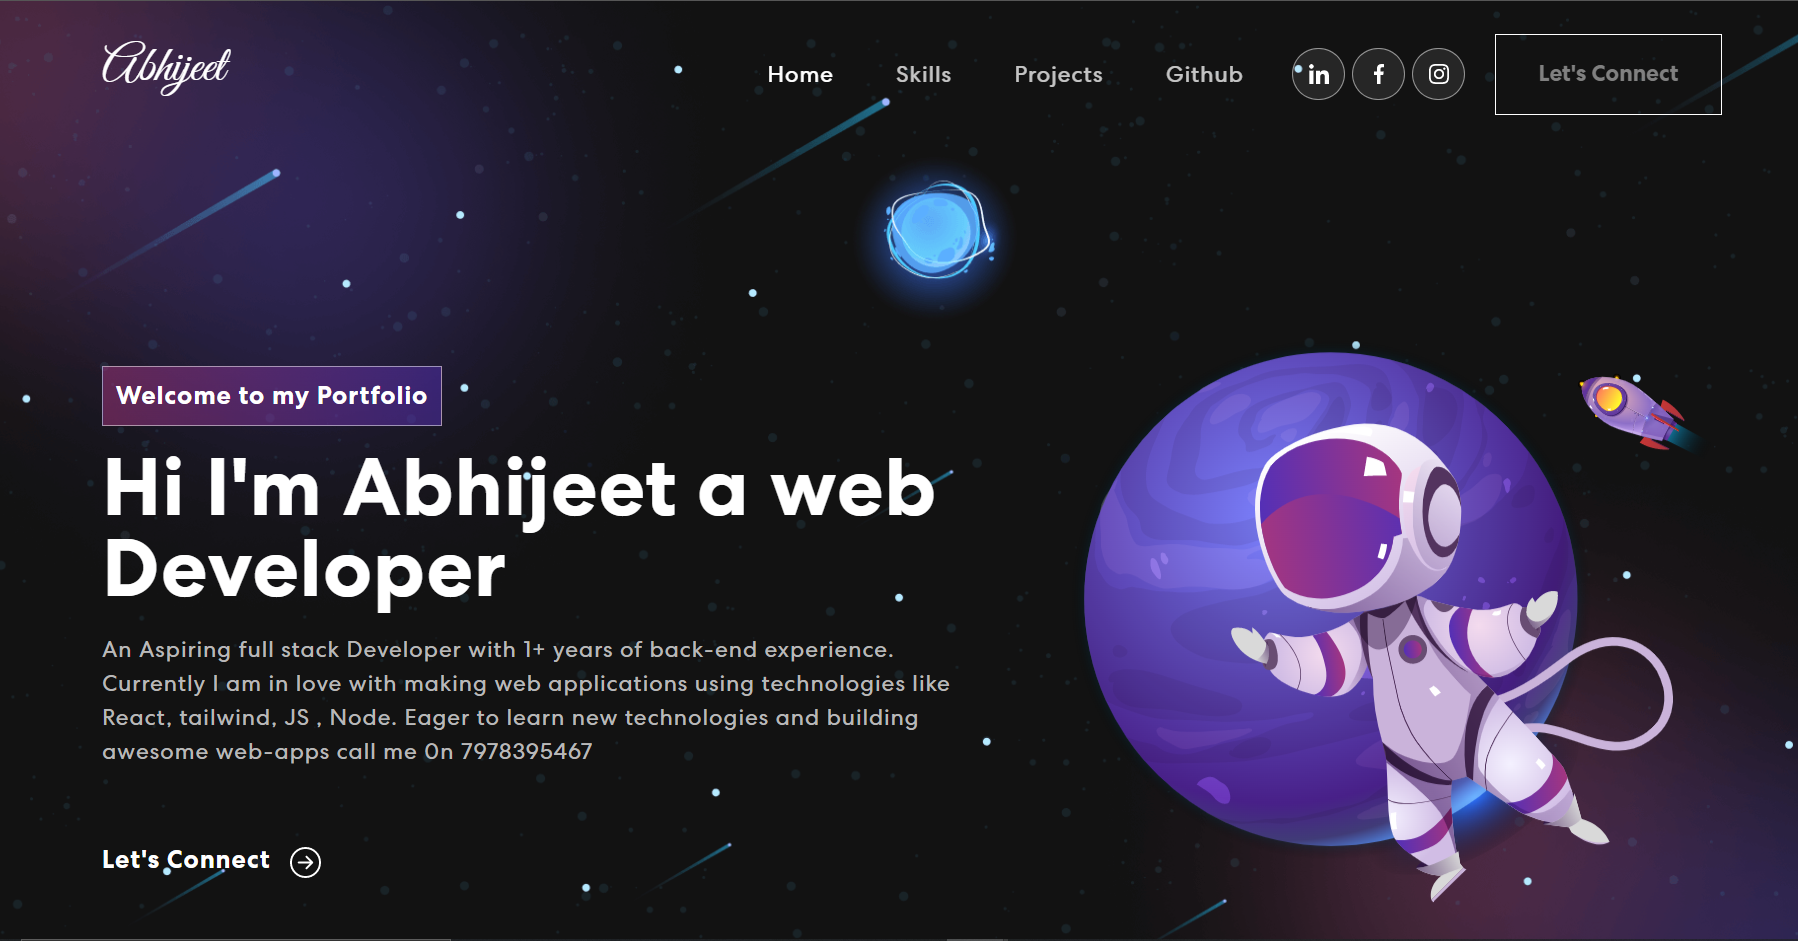 Abhijeet
Home Skills Projects Github in f Let's Connect
Welcome to my Portfolio
Hi I'm Abhijeet a web
Developer
An Aspiring full stack Developer with 1+ years of back-end experience.
Currently I am in love with making web applications using technologies like
React, tailwind, JS , Node. Eager to learn new technologies and building
awesome web-apps call me 0n 7978395467
Let's Connect